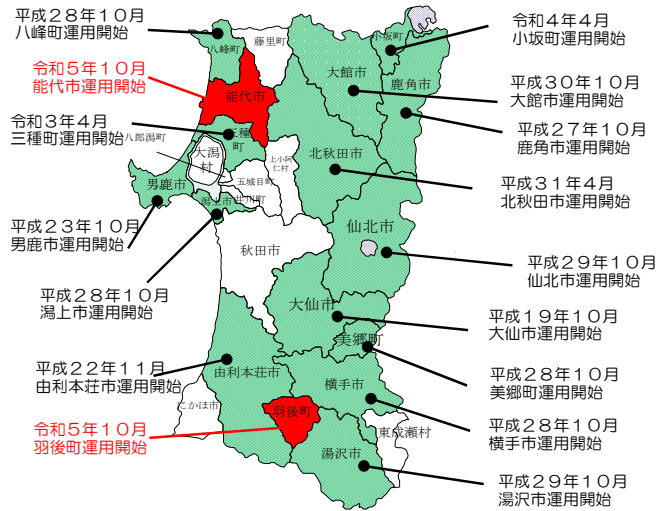 平成２８年１０月
八峰町運用開始
令和５年１０月
能代市運用開始
令和３年４月
三種町運用開始
平成２３年１０月
男鹿市運用開始
平成２８年１０月
潟上市運用開始
平成２２年１１月
由利本荘市運用開始
令和５年１０月
羽後町運用開始
令和４年４月
小坂町運用開始
平成３０年１０月
大館市運用開始
平成２７年１０月
鹿角市運用開始
平成３１年４月
北秋田市運用開始
平成２９年１０月
仙北市運用開始
平成１９年１０月
大仙市運用開始
平成２８年１０月
美郷町運用開始
平成２８年１０月
横手市運用開始
平成２９年１０月
湯沢市運用開始
八峰町
藤里町
小坂町
大館市
鹿角市
能代市
三種
町
八郎潟町
大潟
村
上小阿
仁村
北秋田市
男鹿市
五城目町
潟上市
井川町
秋田市
仙北市
大仙市
美郷町
由利本荘市
横手市
にかほ市
羽後町
東成瀬村
湯沢市